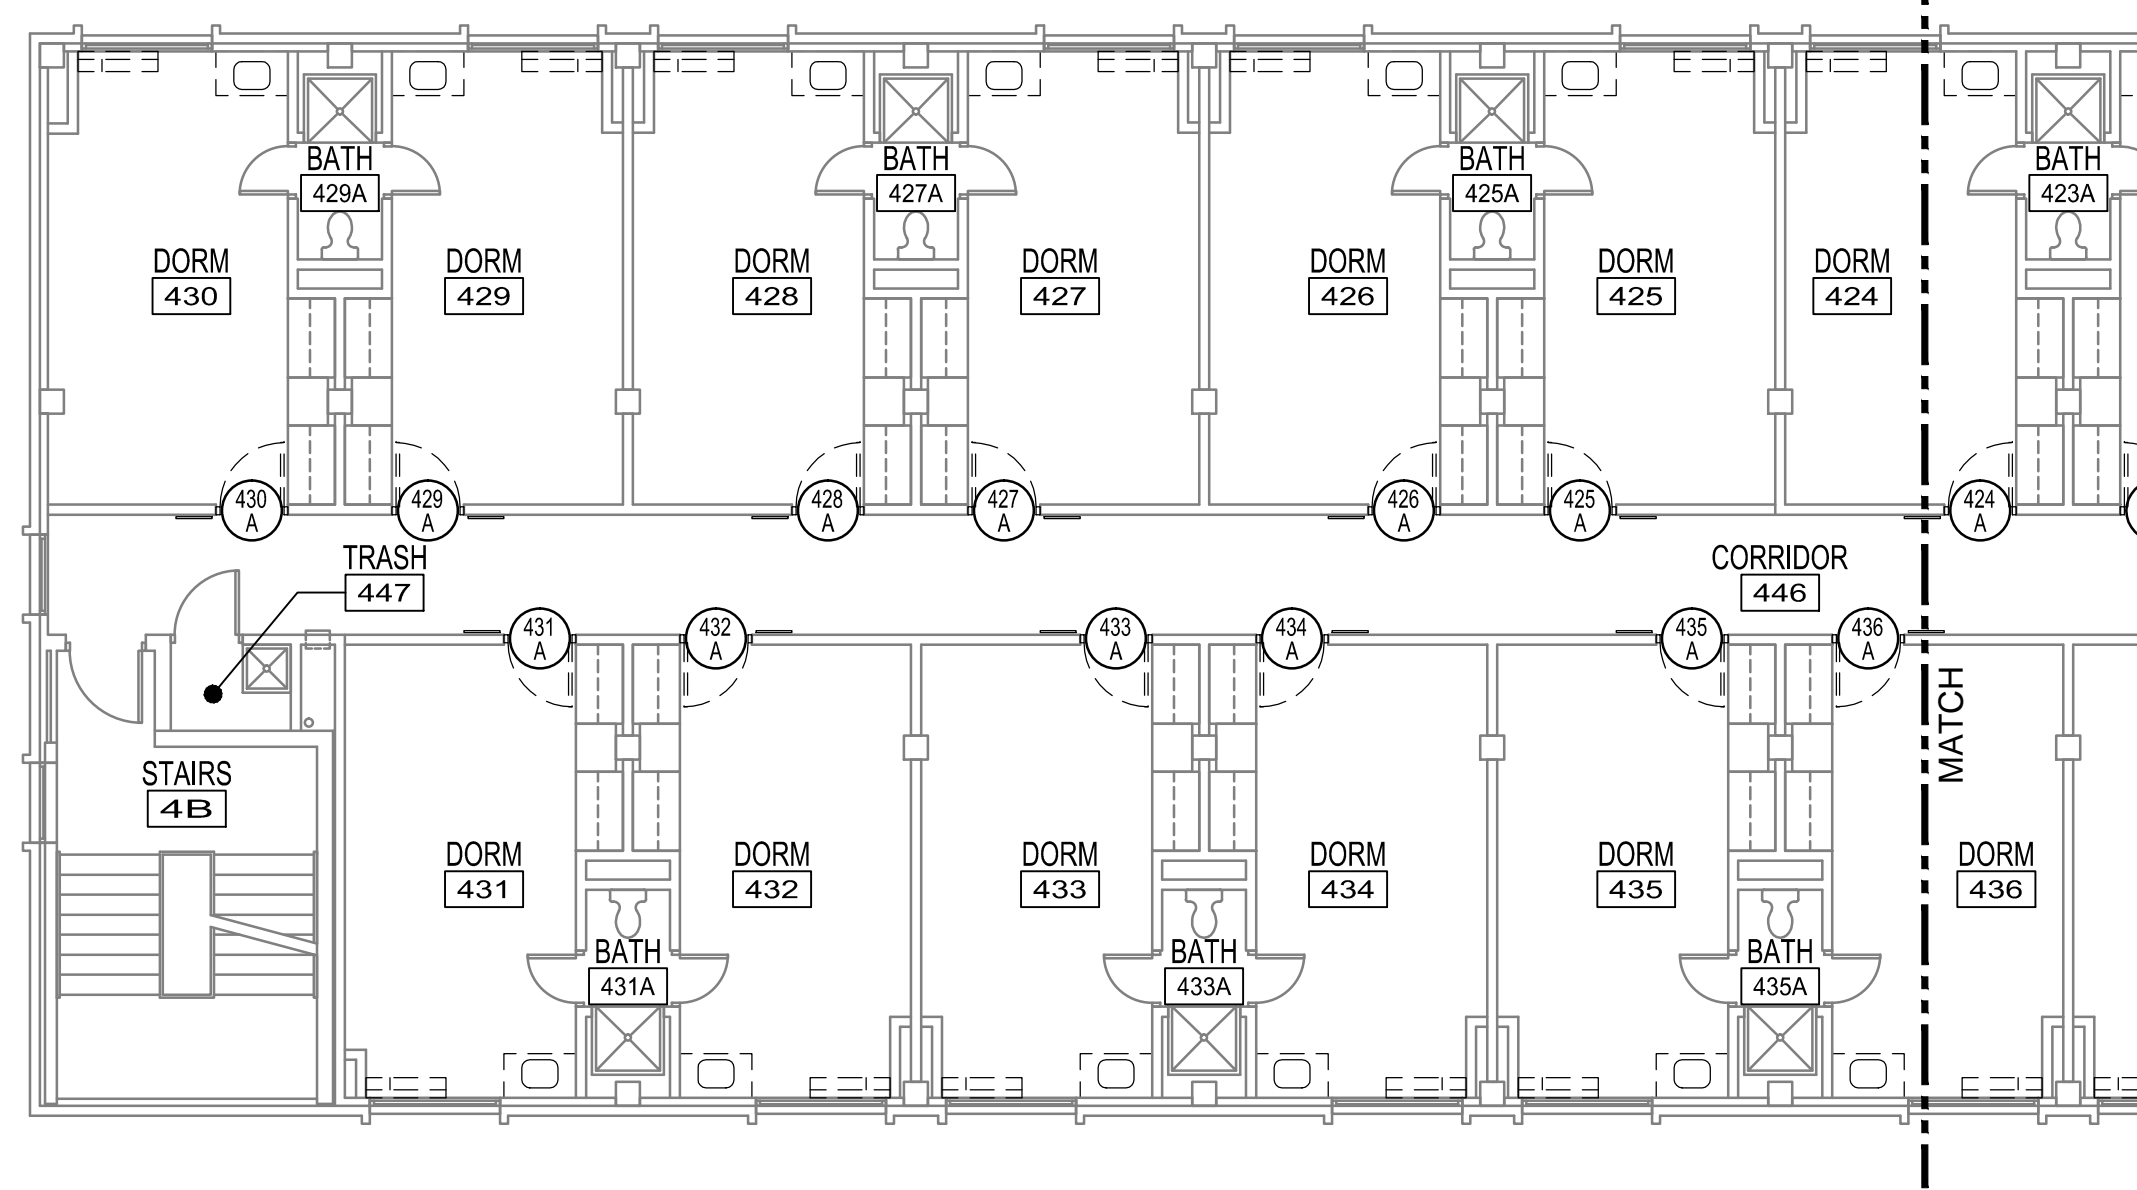 BATH
429A
BATH
427A
BATH
425A
BATH
423A
DORM
430
DORM
429
DORM
428
DORM
427
DORM
426
DORM
425
DORM
424
430
A
429
A
428
A
427
A
426
A
425
A
424
A
TRASH
447
CORRIDOR
446
431
A
432
A
433
A
434
A
435
A
436
A
MATCH
STAIRS
4B
DORM
431
DORM
432
DORM
433
DORM
434
DORM
435
DORM
436
BATH
431A
BATH
433A
BATH
435A